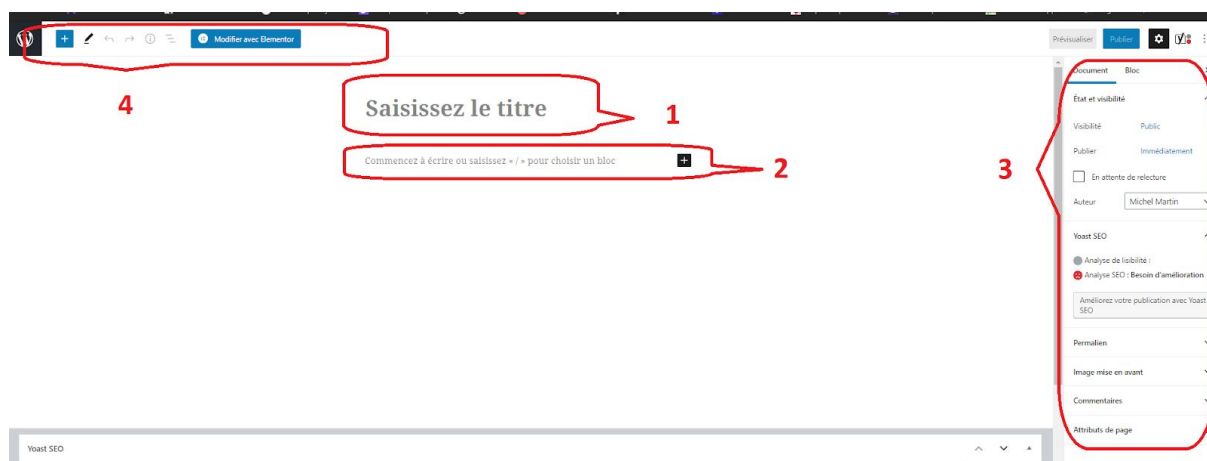 Modifier avec Elementor
Prévisualiser
Publier
4
Saisissez le titre
1
Commencez à écrire ou saisissez « / » pour choisir un bloc
2
3
Document Bloc
État et visibilité
Visibilité Public
Publier Immédiatement
En attente de relecture
Auteur Michel Martin
Yoast SEO
Analyse de lisibilité :
Analyse SEO : Besoin d'amélioration
Améliorez votre publication avec Yoast
SEO
Permalien
Image mise en avant
Commentaires
Attributs de page
Yoast SEO